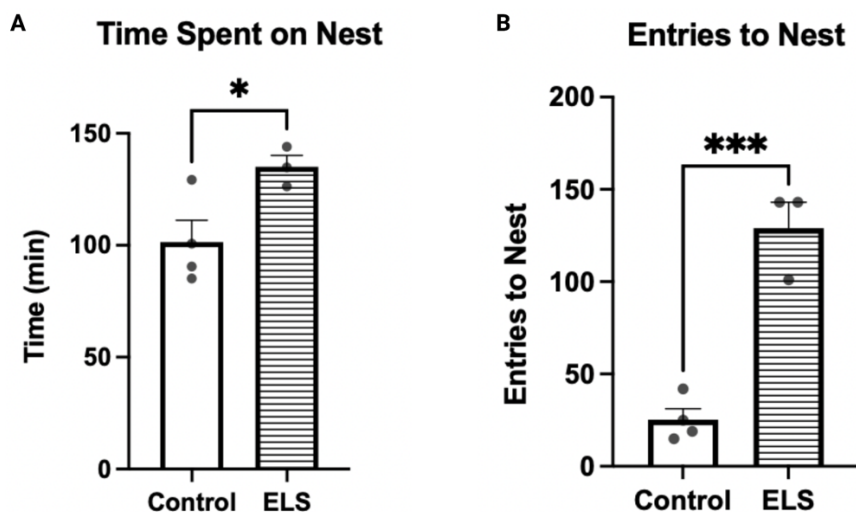 A
Time Spent on Nest
*
150
100
50
0
Time (min)
Control
ELS
B
Entries to Nest
***
200
150
100
50
0
Entries to Nest
Control
ELS